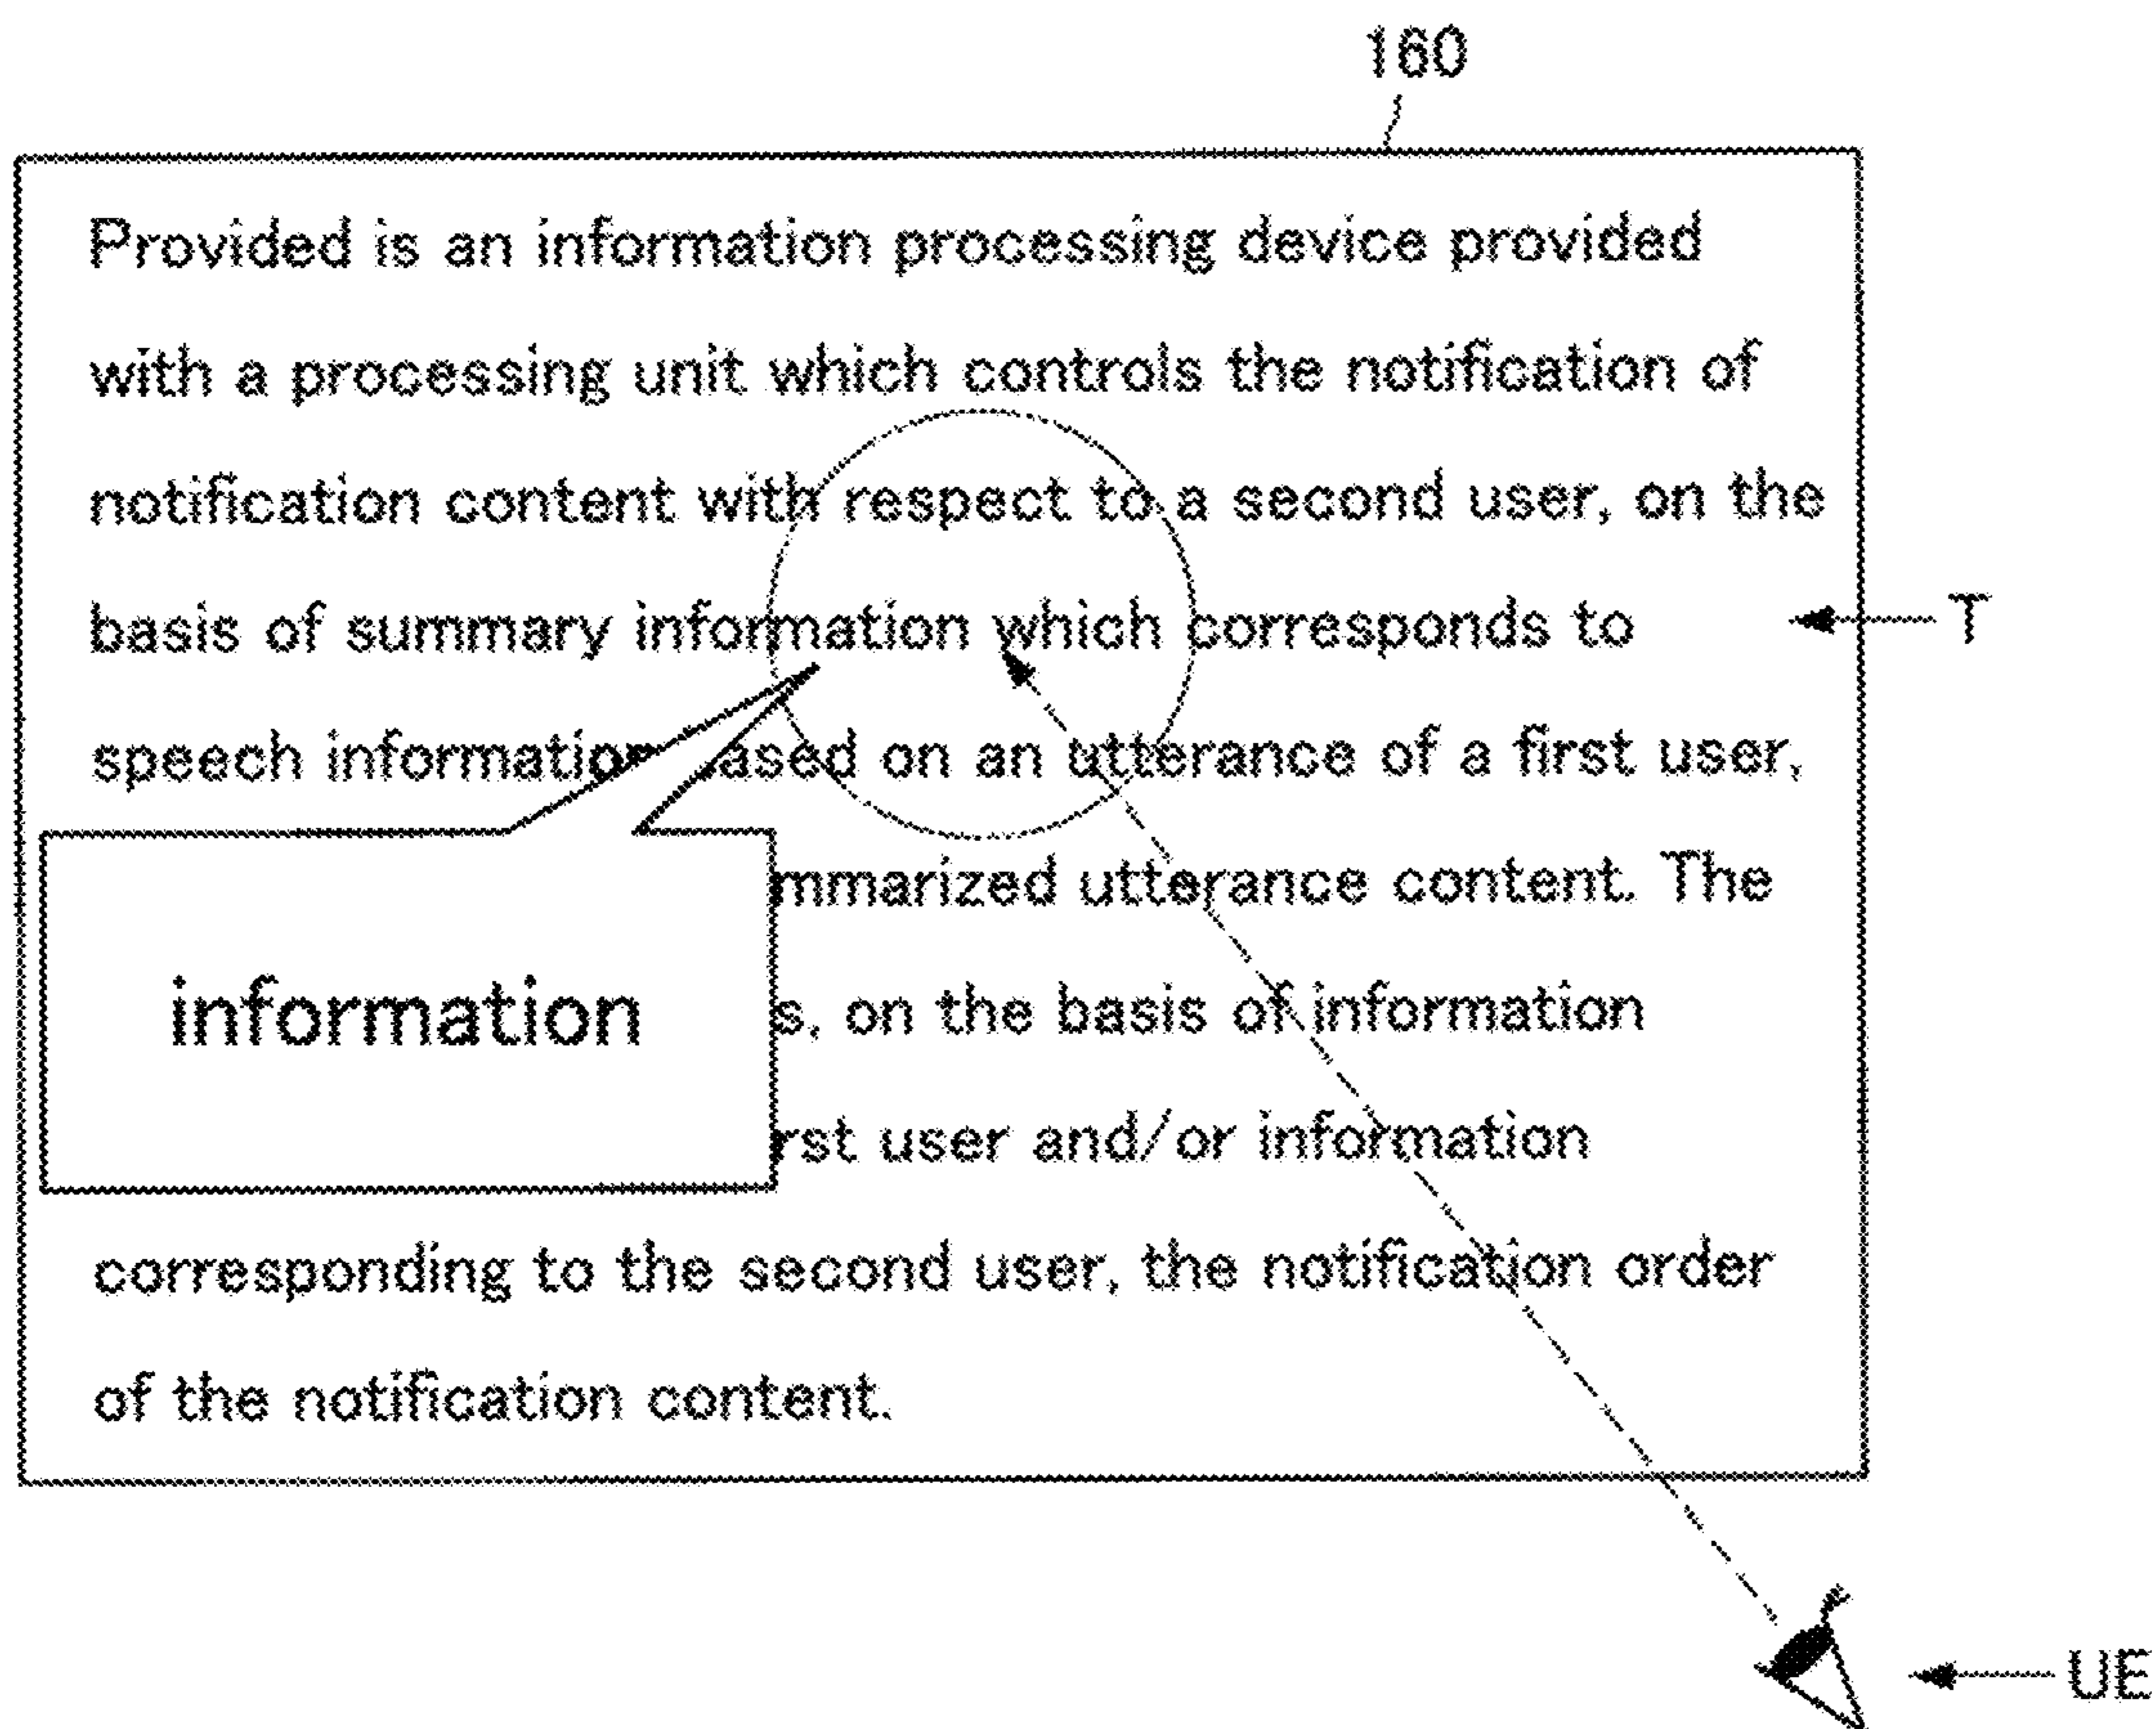 160
Provided is an information processing device provided
with a processing unit which controls the notification of
notification content with respect to a second user, on the
basis of summary information which corresponds to
T
speech information based on an utterance of a first user,
mmarized utterance content. The
information
s, on the basis of information
rst user and/or information
corresponding to the second user, the notification order
of the notification content.
UE